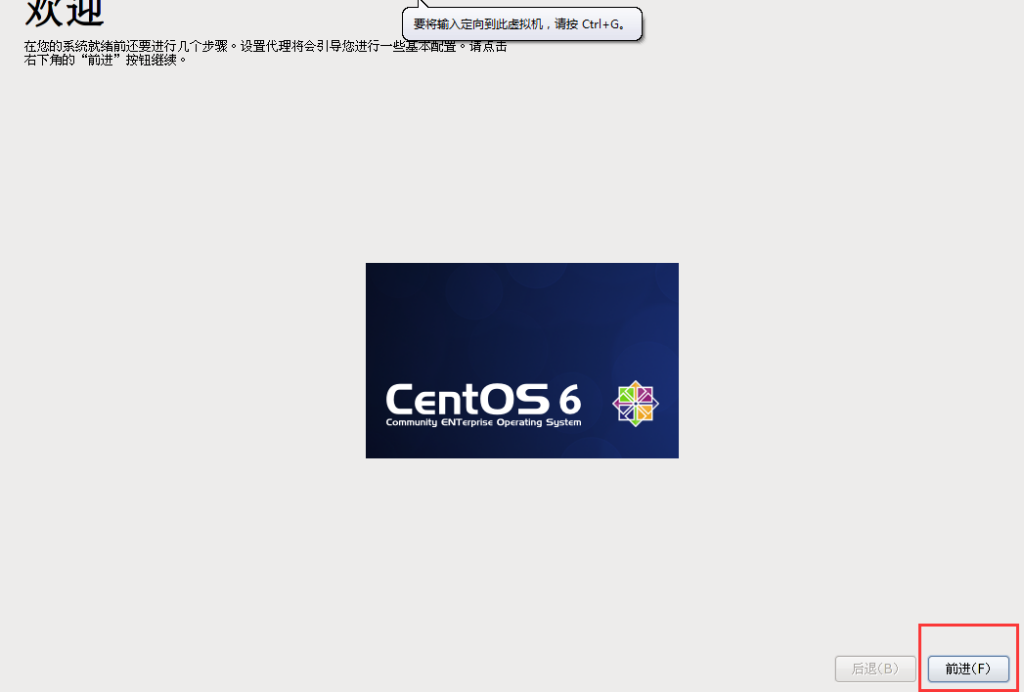 欢迎
要将输入定向到此虚拟机，请按 Ctrl+G。
在您的系统就绪前还要进行几个步骤。设置代理将会引导您进行一些基本配置。请点击
右下角的“前进”按钮继续。
CentOS 6
Community ENTerprise Operating System
后退(B)
前进(F)